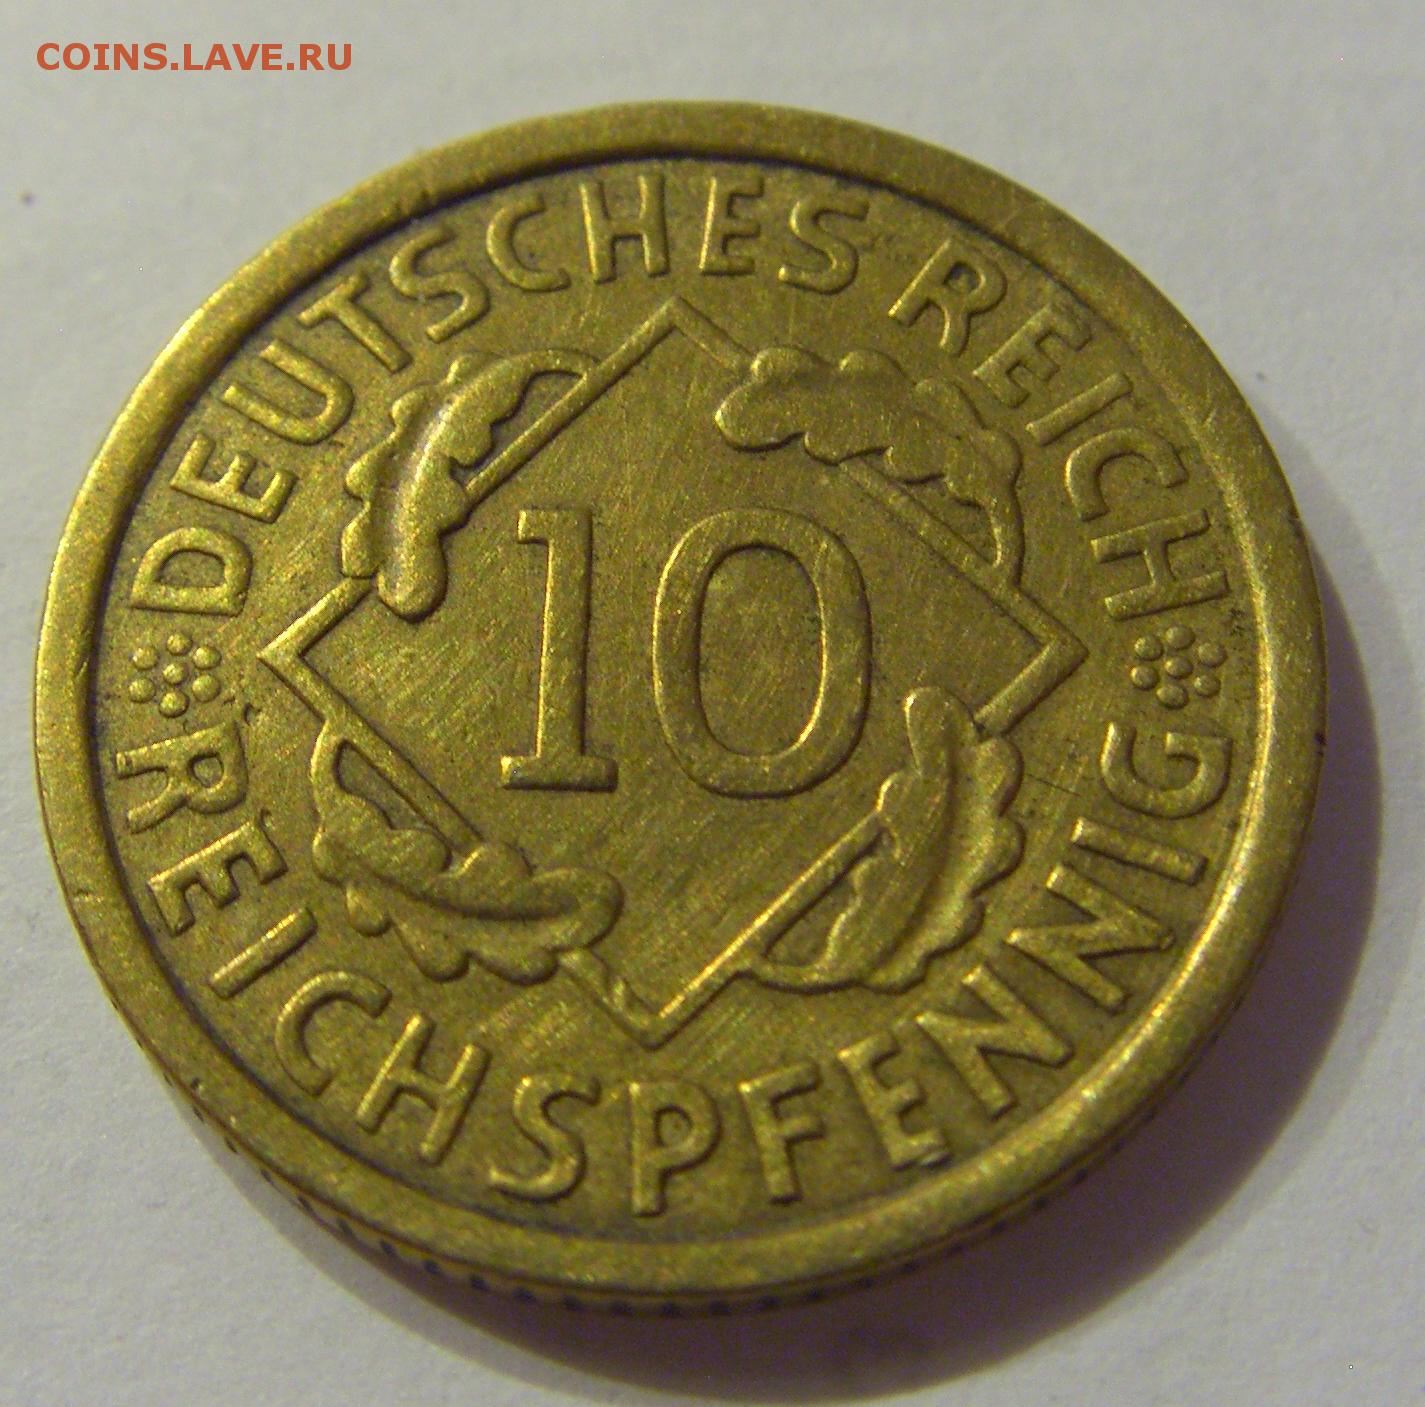 COINS.LAVE.RU
DEUTSCHES REICH
10
REICHSPFENNIG